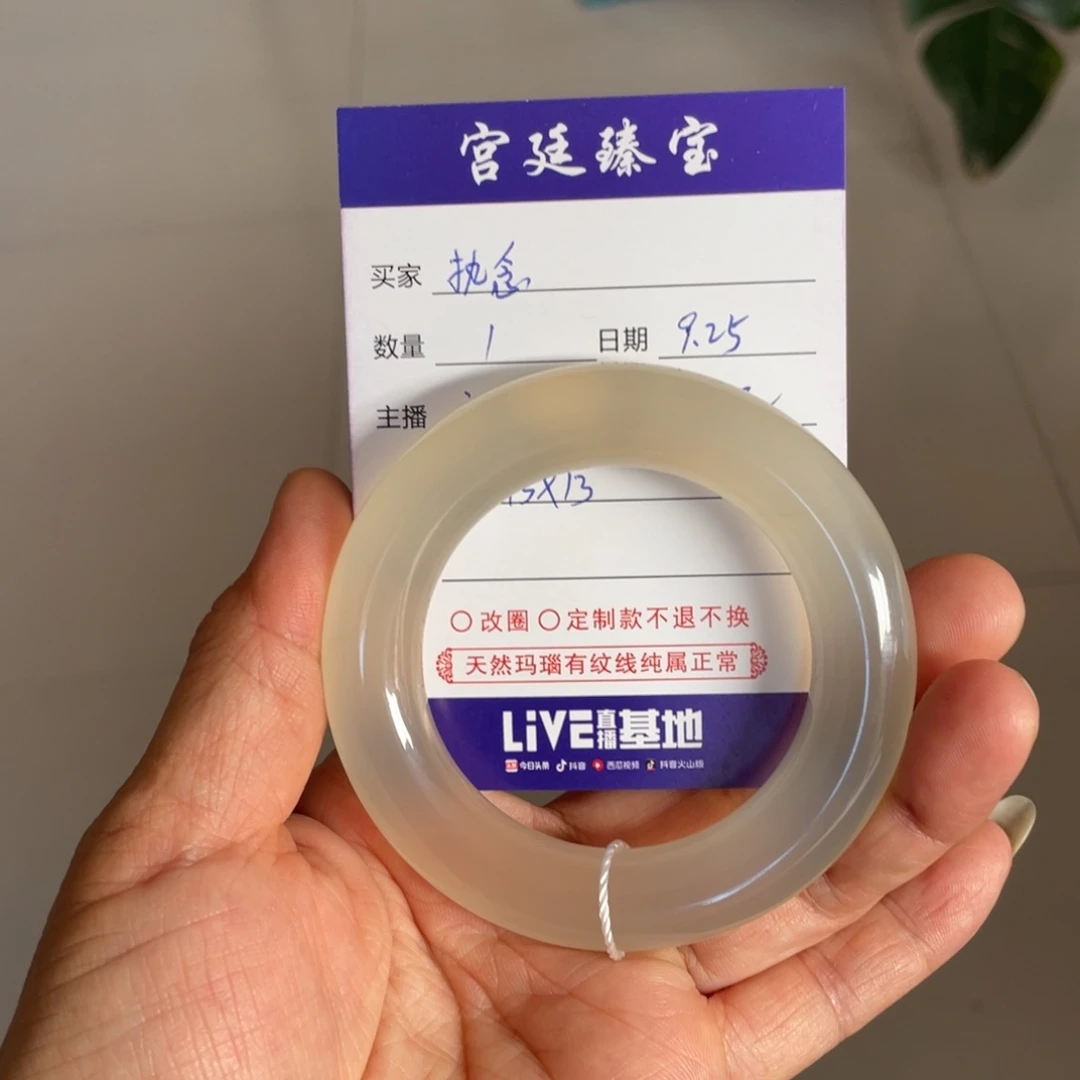 宫廷臻宝
买家 执念
数量 1 日期 9.25
主播
13
○改圈 ○定制款不退不换
天然玛瑙有纹线纯属正常
LiVE直播基地
今日头条 抖音 西瓜视频 抖音火山版